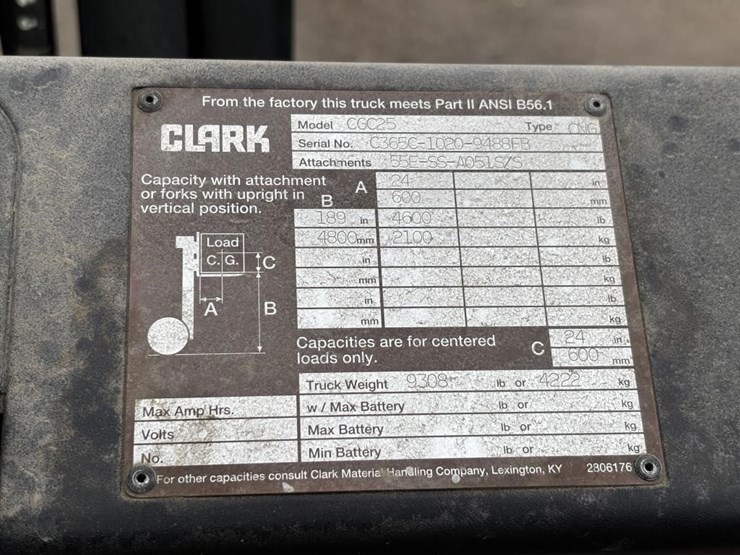 From the factory this truck meets Part II ANSI B56.1
CLARK
Model CGC25 Type CNG
Serial No. C365C-1020-9488FB
Attachments 55E-SS-A051S/S
Capacity with attachment
or forks with upright in
vertical position.
A 24 in
B 600 mm
189 in 4600 lb
4800 mm 2100 kg
in lb
mm kg
in lb
mm kg
Load
C. G.
C
A
B
Capacities are for centered
loads only.
C 24 in.
600 mm
Truck Weight 9308 lb or 4222 kg
Max Amp Hrs. w / Max Battery lb or kg
Volts Max Battery lb or kg
No. Min Battery lb or kg
For other capacities consult Clark Material Handling Company, Lexington, KY 2806176